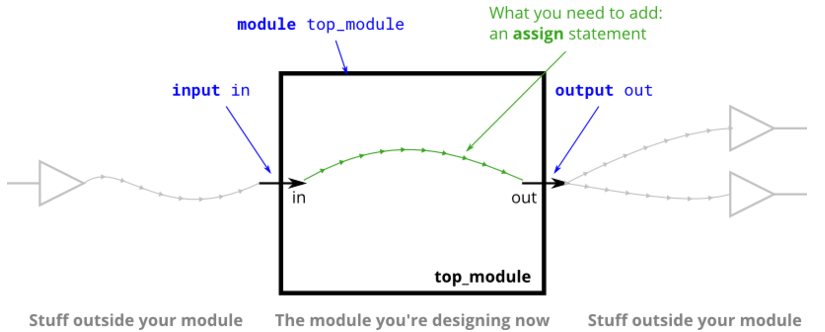 What you need to add:
an assign statement
module top_module
input in
output out
in
out
top_module
Stuff outside your module
The module you're designing now
Stuff outside your module